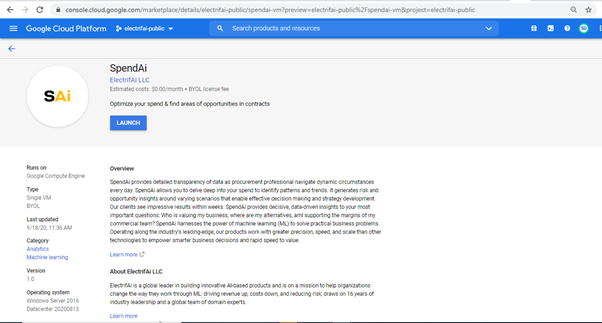 console.cloud.google.com/marketplace/details/electrifai-public/spendai-vm?preview=electrifai-public%2Fspendai-vm&project=electrifai-public
Google Cloud Platform
electrifai-public
Search products and resources
SAi
SpendAi
ElectrifAi LLC
Estimated costs: $0.00/month + BYOL license fee
Optimize your spend & find areas of opportunities in contracts
LAUNCH
Runs on
Google Compute Engine
Type
Single VM
BYOL
Last updated
9/18/20, 11:36 AM
Category
Analytics
Machine learning
Version
1.0
Operating system
Windows Server 2016
Datacenter 20200813
Overview
SpendAi provides detailed transparency of data as procurement professional navigate dynamic circumstances
every day. SpendAi allows you to delve deep into your spend to identify patterns and trends. It generates risk and
opportunity insights around varying scenarios that enable effective decision making and strategy development.
Our clients see impressive results within weeks. SpendAi provides decisive, data-driven insights to your most
important questions: Who is valuing my business, where are my alternatives, amI supporting the margins of my
commercial team? SpendAi harnesses the power of machine learning (ML) to solve practical business problems.
Operating along the industry's leading-edge, our products work with greater precision, speed, and scale than other
technologies to empower smarter business decisions and rapid speed to value.
Learn more
About ElectrifAi LLC
ElectrifAi is a global leader in building innovative AI-based products and is on a mission to help organizations
change the way they work through ML: driving revenue up, costs down, and reducing risk; draws on 16 years of
industry leadership and a global team of domain experts.
Learn more